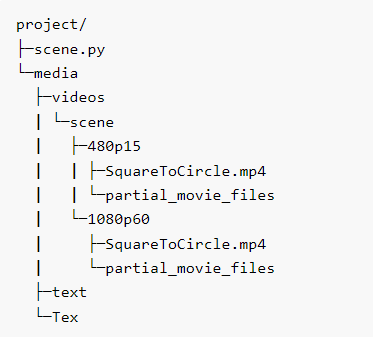 project/
├─scene.py
└─media
  ├─videos
  |  └─scene
  |     ├─480p15
  |     | ├─SquareToCircle.mp4
  |     | └─partial_movie_files
  |     └─1080p60
  |       ├─SquareToCircle.mp4
  |       └─partial_movie_files
  ├─text
  └─Tex